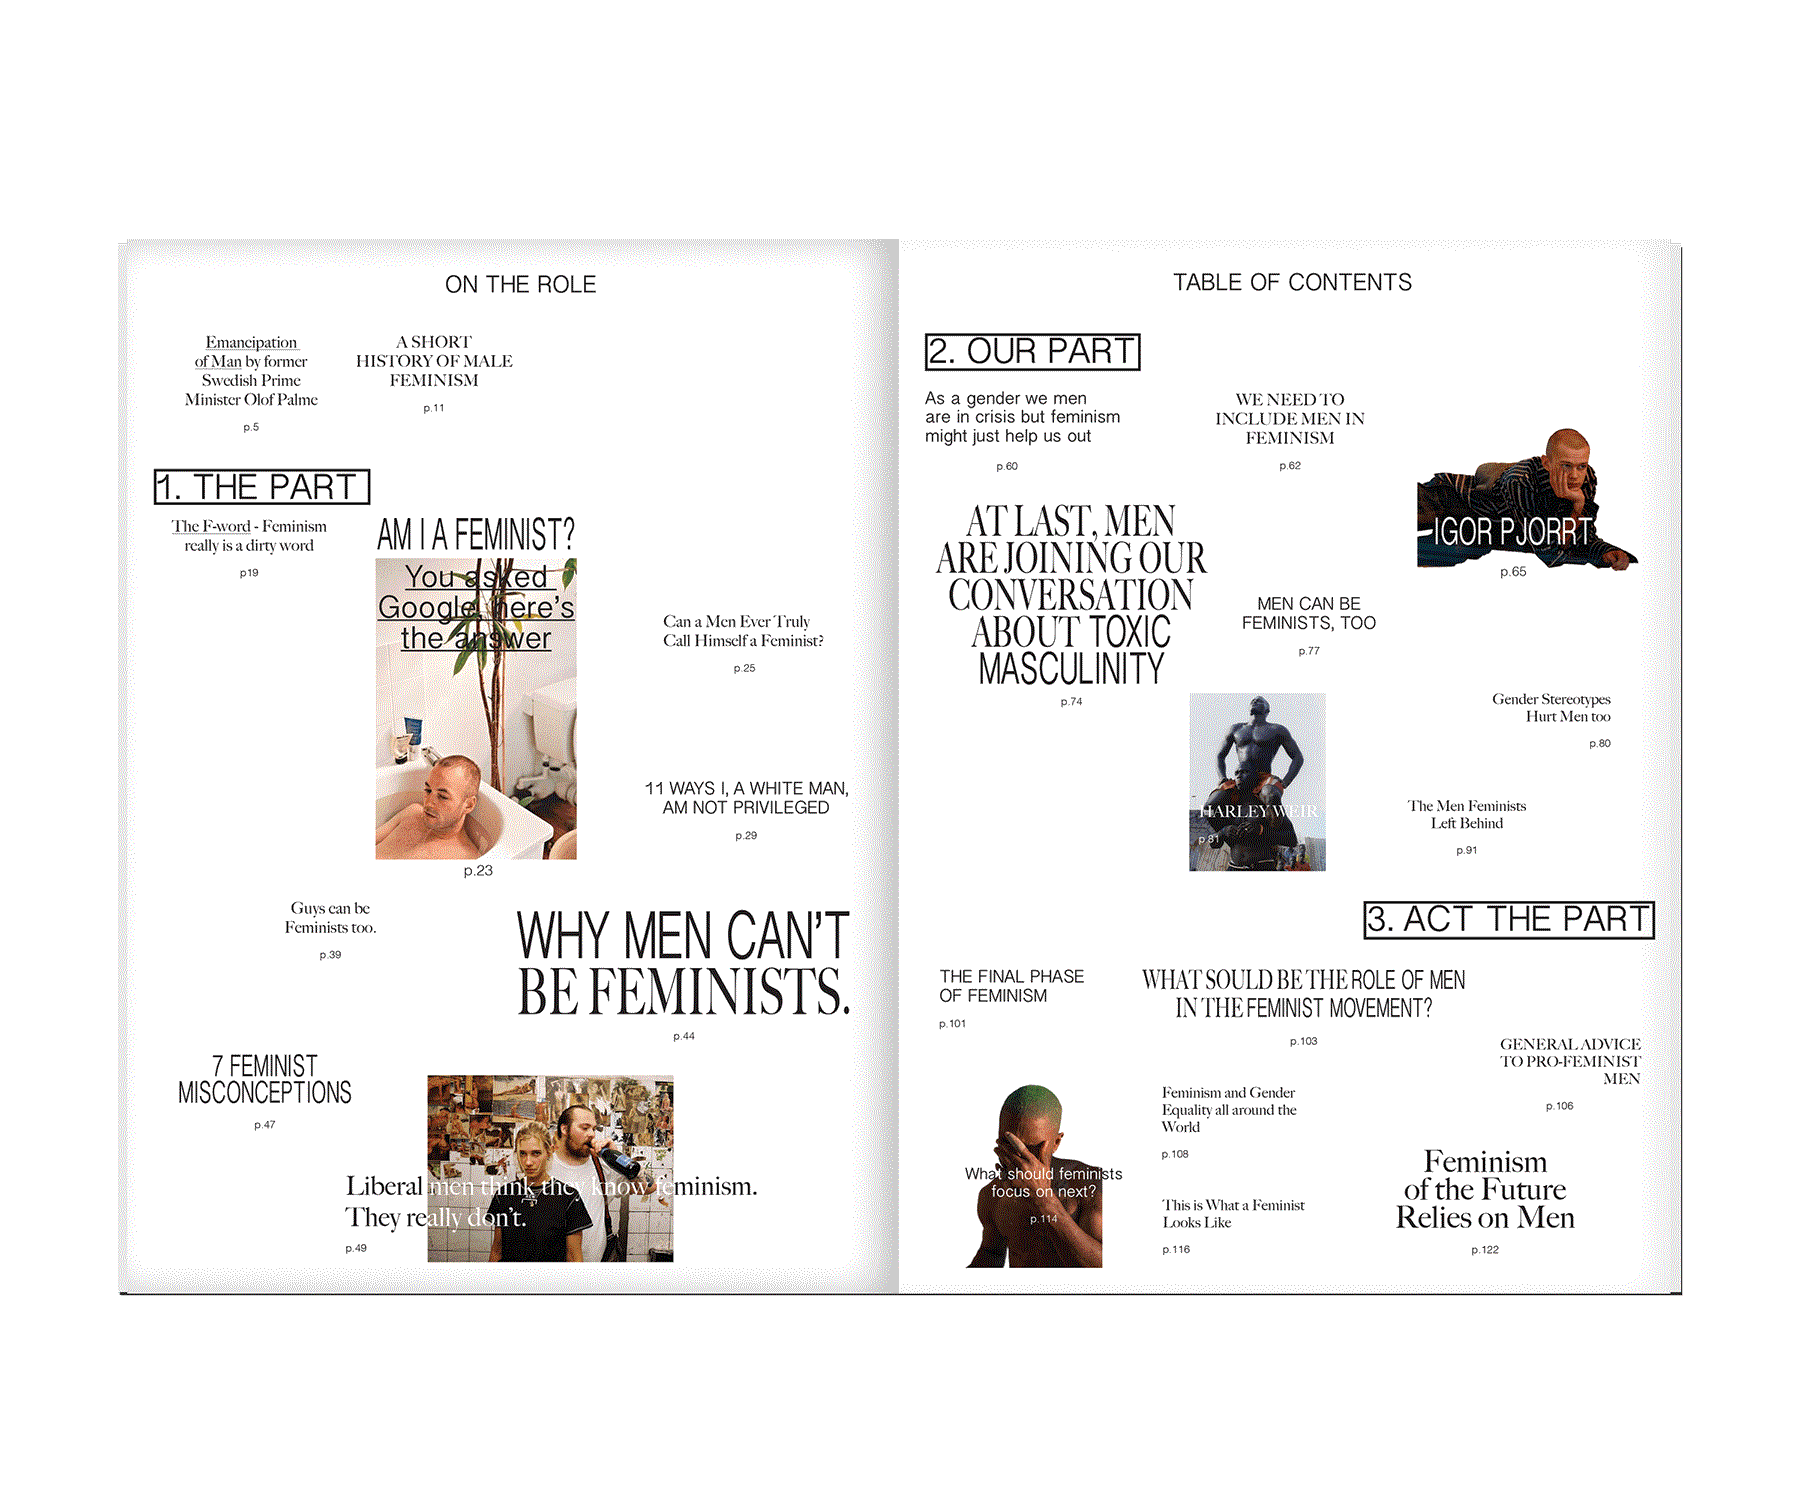 ON THE ROLE
Emancipation
of Man by former
Swedish Prime
Minister Olof Palme
p.5
A SHORT
HISTORY OF MALE
FEMINISM
p.11
1. THE PART
The F-word - Feminism
really is a dirty word
p19
AM I A FEMINIST?
You asked
Google here's
the answer
p.23
Can a Men Ever Truly
Call Himself a Feminist?
p.25
11 WAYS I, A WHITE MAN,
AM NOT PRIVILEGED
p.29
Guys can be
Feminists too.
p.39
WHY MEN CAN'T
BE FEMINISTS.
p.44
7 FEMINIST
MISCONCEPTIONS
p.47
Liberal men think they know feminism.
They really don't.
p.49
TABLE OF CONTENTS
2. OUR PART
As a gender we men
are in crisis but feminism
might just help us out
p.60
WE NEED TO
INCLUDE MEN IN
FEMINISM
p.62
IGOR PJORRT
p.65
AT LAST, MEN
ARE JOINING OUR
CONVERSATION
ABOUT TOXIC
MASCULINITY
p.74
MEN CAN BE
FEMINISTS, TOO
p.77
Gender Stereotypes
Hurt Men too
p.80
HARLEY WEIR
p.81
The Men Feminists
Left Behind
p.91
3. ACT THE PART
THE FINAL PHASE
OF FEMINISM
p.101
WHAT SOULD BE THE ROLE OF MEN
IN THE FEMINIST MOVEMENT?
p.103
GENERAL ADVICE
TO PRO-FEMINIST
MEN
p.106
Feminism and Gender
Equality all around the
World
p.108
What should feminists
focus on next?
p.114
This is What a Feminist
Looks Like
p.116
Feminism
of the Future
Relies on Men
p.122